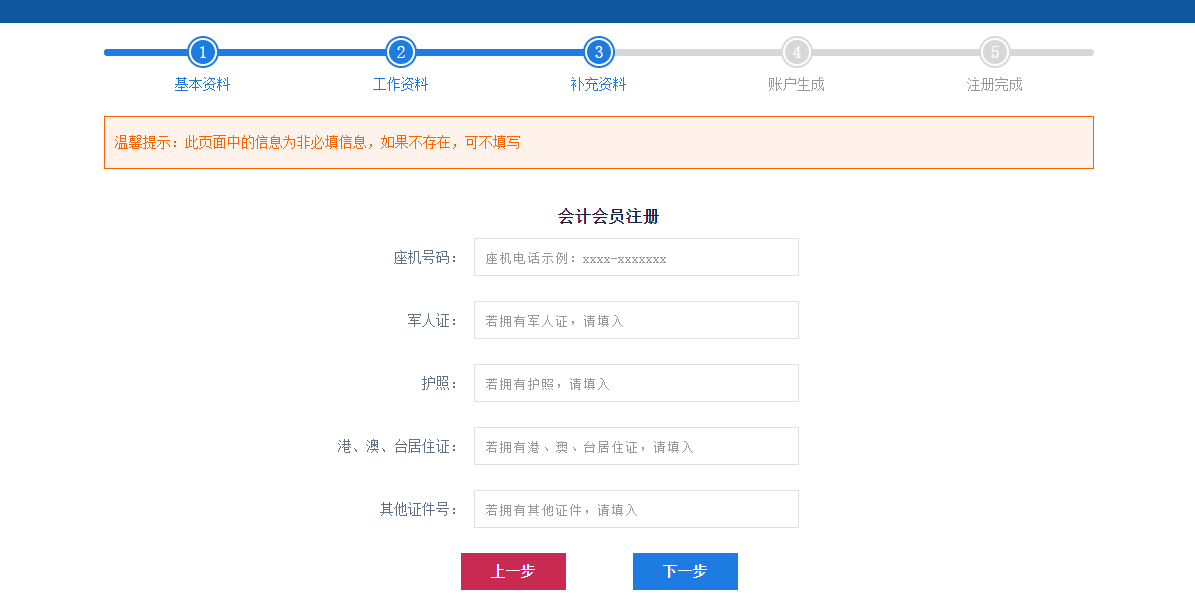 1 2 3 4 5
基本资料 工作资料 补充资料 账户生成 注册完成
温馨提示：此页面中的信息为非必填信息，如果不存在，可不填写
会计会员注册
座机号码： 座机电话示例：xxxx-xxxxxxx
军人证： 若拥有军人证，请填入
护照： 若拥有护照，请填入
港、澳、台居住证： 若拥有港、澳、台居住证，请填入
其他证件号： 若拥有其他证件，请填入
上一步 下一步